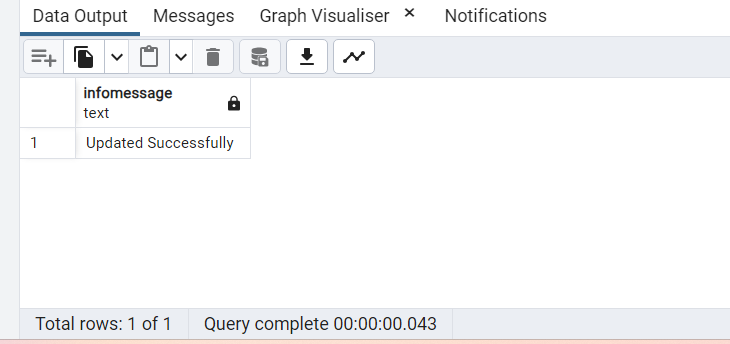 Data Output Messages Graph Visualiser × Notifications
infomessage
text
1 Updated Successfully
Total rows: 1 of 1 Query complete 00:00:00.043